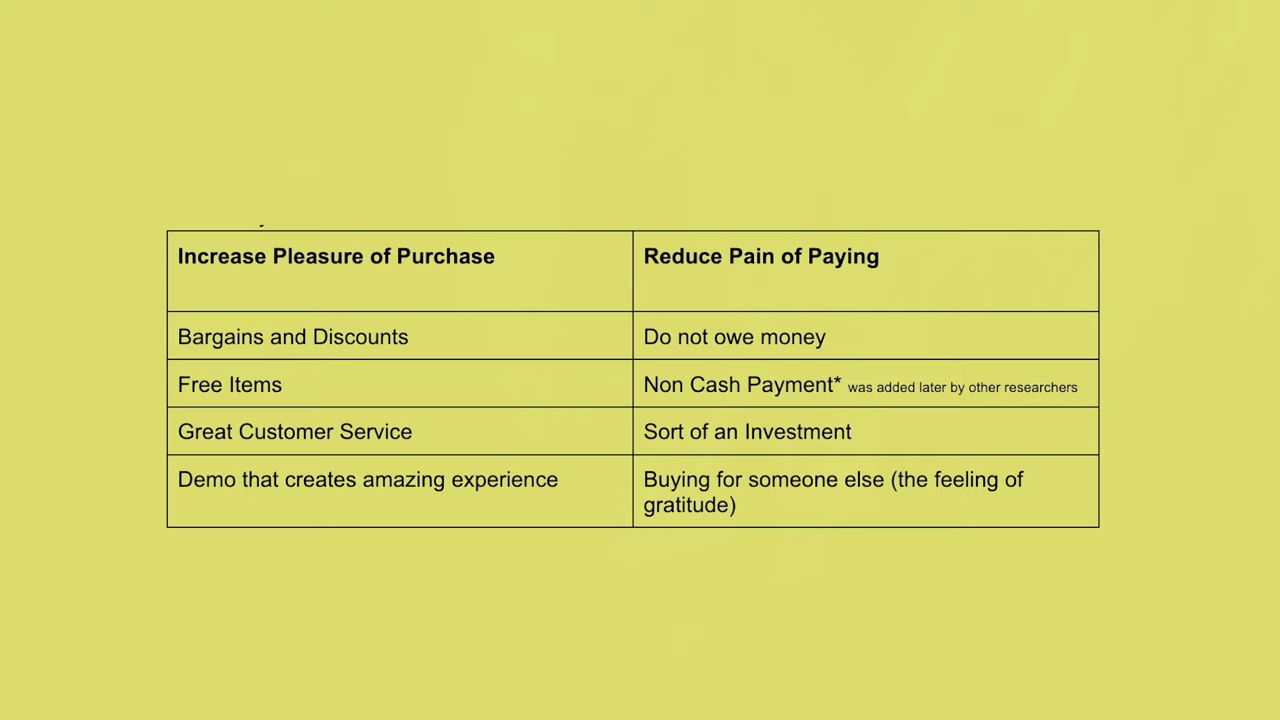 Increase Pleasure of Purchase
Reduce Pain of Paying
Bargains and Discounts
Do not owe money
Free Items
Non Cash Payment* was added later by other researchers
Great Customer Service
Sort of an Investment
Demo that creates amazing experience
Buying for someone else (the feeling of
gratitude)